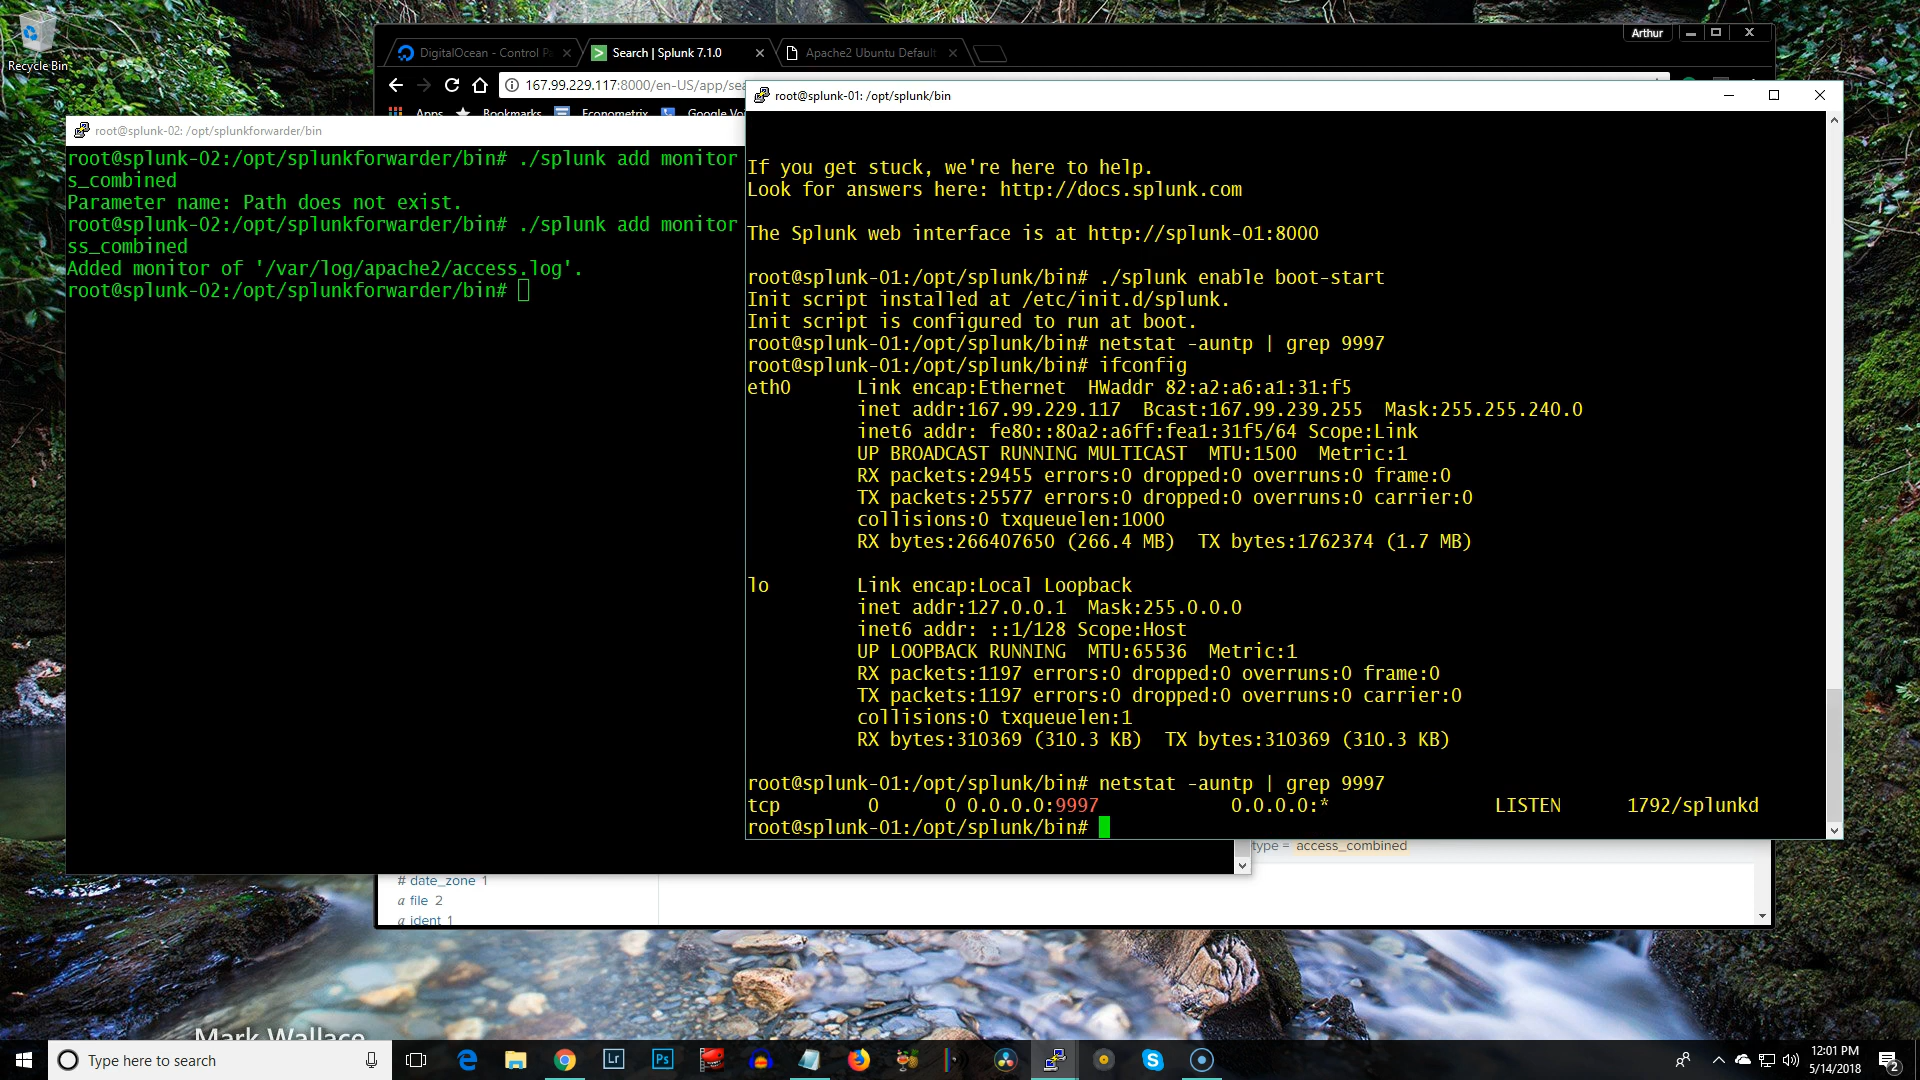 Recycle Bin
Arthur
DigitalOcean - Control Pa
Search | Splunk 7.1.0
Apache2 Ubuntu Default
167.99.229.117:8000/en-US/app/sea
Apps
Bookmarks
Econometrix
Google Vo
root@splunk-02: /opt/splunkforwarder/bin
root@splunk-02:/opt/splunkforwarder/bin# ./splunk add monitor
s_combined
Parameter name: Path does not exist.
root@splunk-02:/opt/splunkforwarder/bin# ./splunk add monitor
ss_combined
Added monitor of '/var/log/apache2/access.log'.
root@splunk-02:/opt/splunkforwarder/bin#
root@splunk-01: /opt/splunk/bin
If you get stuck, we're here to help.
Look for answers here: http://docs.splunk.com
The Splunk web interface is at http://splunk-01:8000
root@splunk-01:/opt/splunk/bin# ./splunk enable boot-start
Init script installed at /etc/init.d/splunk.
Init script is configured to run at boot.
root@splunk-01:/opt/splunk/bin# netstat -auntp | grep 9997
root@splunk-01:/opt/splunk/bin# ifconfig
eth0      Link encap:Ethernet  HWaddr 82:a2:a6:a1:31:f5
          inet addr:167.99.229.117  Bcast:167.99.239.255  Mask:255.255.240.0
          inet6 addr: fe80::80a2:a6ff:fea1:31f5/64 Scope:Link
          UP BROADCAST RUNNING MULTICAST  MTU:1500  Metric:1
          RX packets:29455 errors:0 dropped:0 overruns:0 frame:0
          TX packets:25577 errors:0 dropped:0 overruns:0 carrier:0
          collisions:0 txqueuelen:1000
          RX bytes:266407650 (266.4 MB)  TX bytes:1762374 (1.7 MB)
lo        Link encap:Local Loopback
          inet addr:127.0.0.1  Mask:255.0.0.0
          inet6 addr: ::1/128 Scope:Host
          UP LOOPBACK RUNNING  MTU:65536  Metric:1
          RX packets:1197 errors:0 dropped:0 overruns:0 frame:0
          TX packets:1197 errors:0 dropped:0 overruns:0 carrier:0
          collisions:0 txqueuelen:1
          RX bytes:310369 (310.3 KB)  TX bytes:310369 (310.3 KB)
root@splunk-01:/opt/splunk/bin# netstat -auntp | grep 9997
tcp        0      0 0.0.0.0:9997            0.0.0.0:*               LISTEN      1792/splunkd
root@splunk-01:/opt/splunk/bin#
type = access_combined
# date_zone 1
a file 2
a ident 1
Mark Wallace
Type here to search
Lr
Ps
12:01 PM
5/14/2018
2